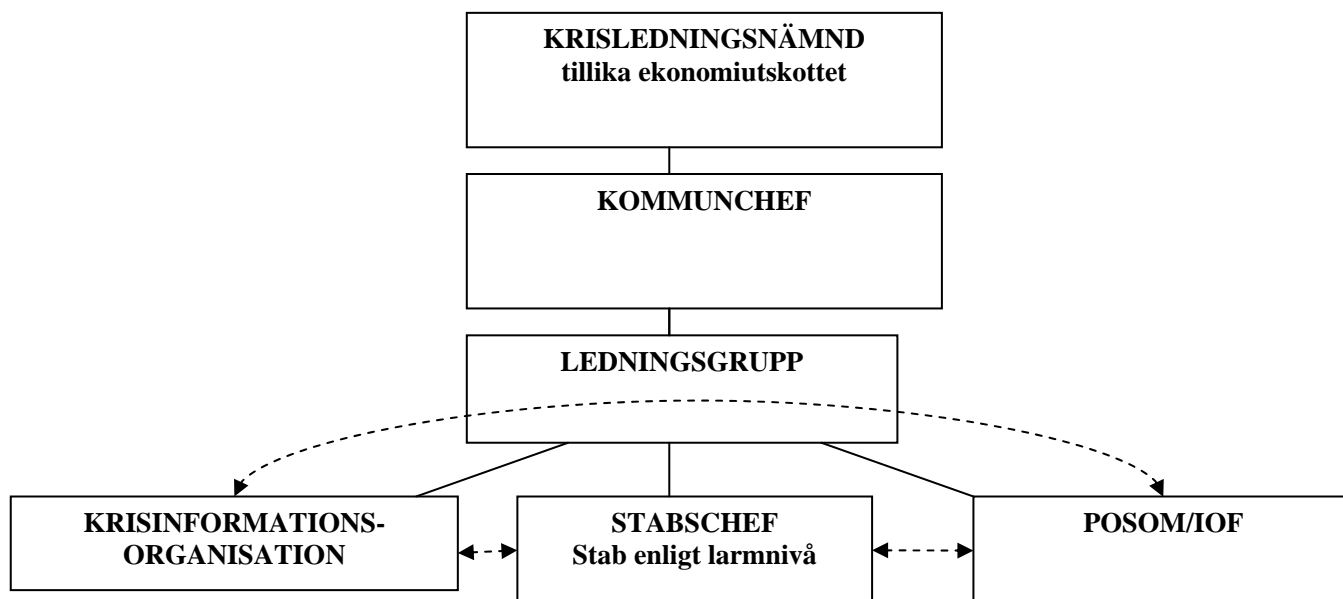 KRISLEDNINGSNÄMND
tillika ekonomiutskottet
KOMMUNCHEF
LEDNINGSGRUPP
KRISINFORMATIONS-
ORGANISATION
STABSCHEF
Stab enligt larmnivå
POSOM/IOF